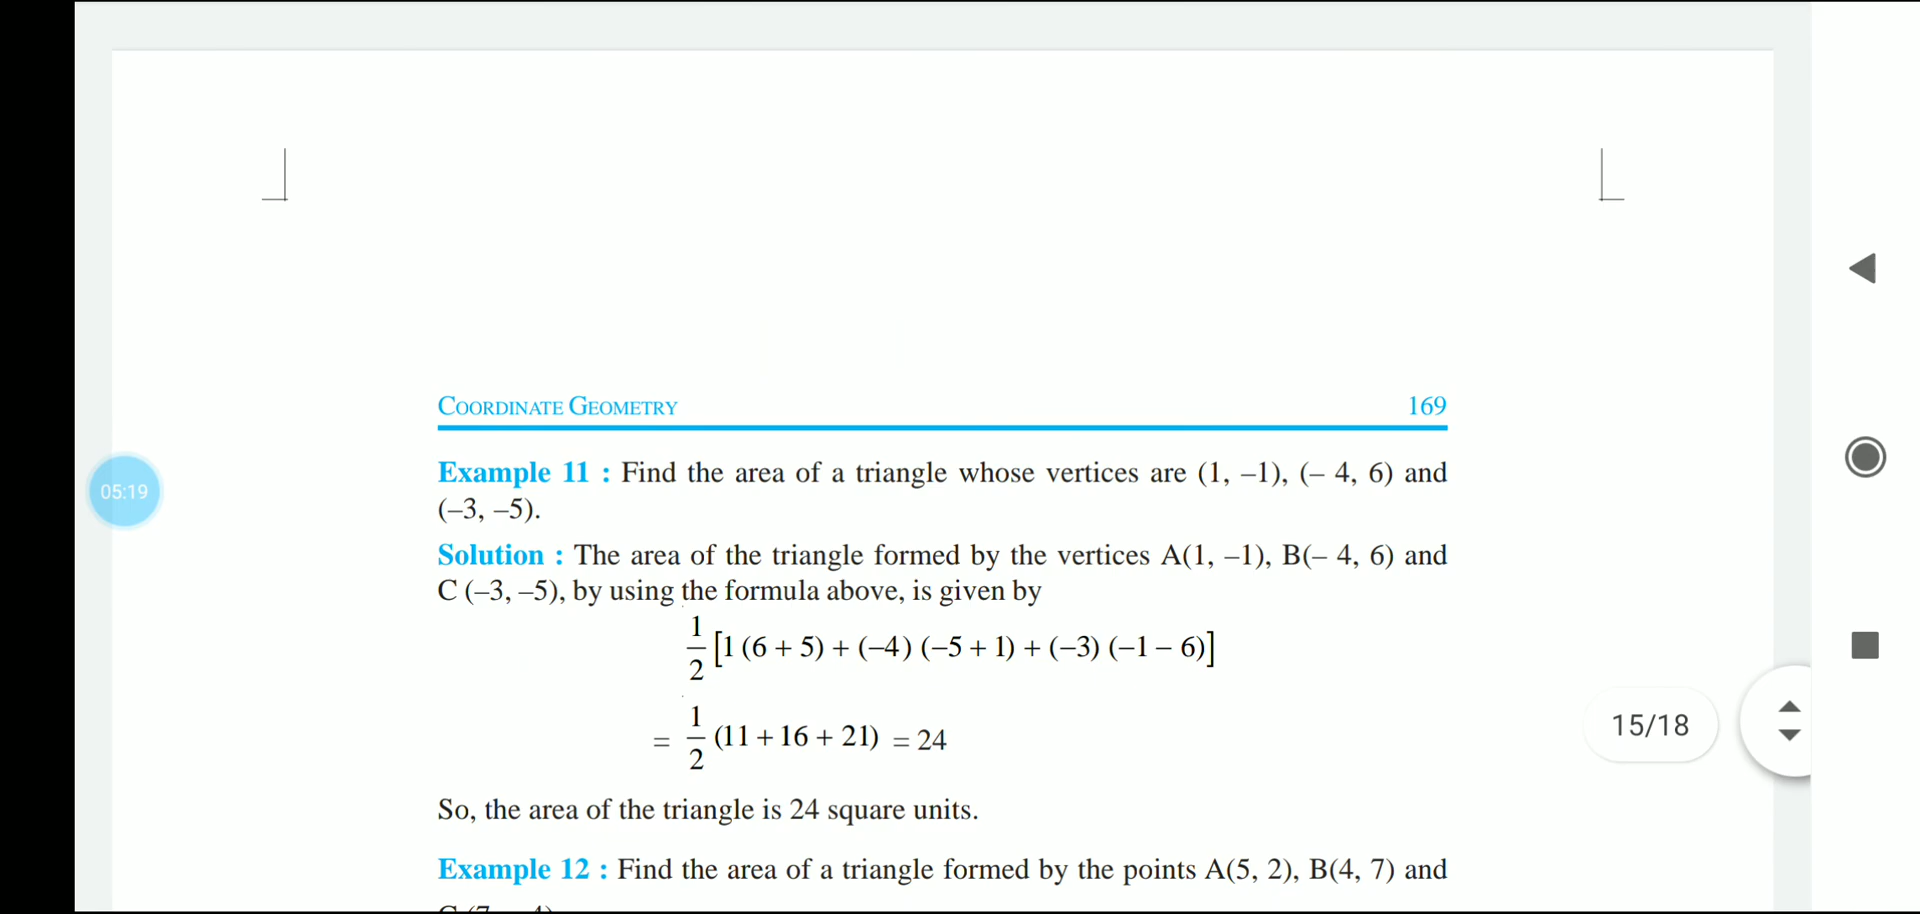 COORDINATE GEOMETRY 169
Example 11 : Find the area of a triangle whose vertices are (1, –1), (– 4, 6) and
(–3, –5).
05:19
Solution : The area of the triangle formed by the vertices A(1, –1), B(– 4, 6) and
C (–3, –5), by using the formula above, is given by
1/2 [1 (6 + 5) + (–4) (–5 + 1) + (–3) (–1 – 6)]
= 1/2 (11 + 16 + 21) = 24
15/18
So, the area of the triangle is 24 square units.
Example 12 : Find the area of a triangle formed by the points A(5, 2), B(4, 7) and